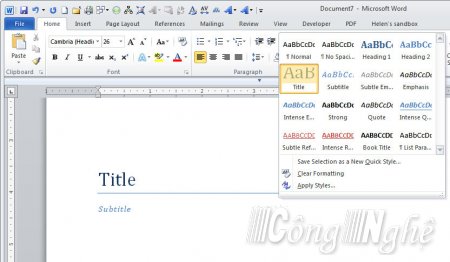 Document7 - Microsoft Word
File Home Insert Page Layout References Mailings Review View Developer PDF Helen's sandbox
Paste
Clipboard
Cambria (Headi 26
Font
Paragraph
AaBbCcDc AaBbCcDc AaBbCc AaBbCc
¶ Normal ¶ No Spaci... Heading 1 Heading 2
AaB AaBbCc. AaBbCcDc AaBbCcDc
Title Subtitle Subtle Em... Emphasis
AaBbCcDc AaBbCcDc AaBbCcDc AaBbCcDc
Intense E... Strong Quote Intense Q...
AaBbCcDc AaBbCcDc AaBbCcDc AaBbCcDc
Subtle Ref... Intense R... Book Title ¶ List Para...
Save Selection as a New Quick Style...
Clear Formatting
Apply Styles...
Title
Subtitle
Công Nghệ